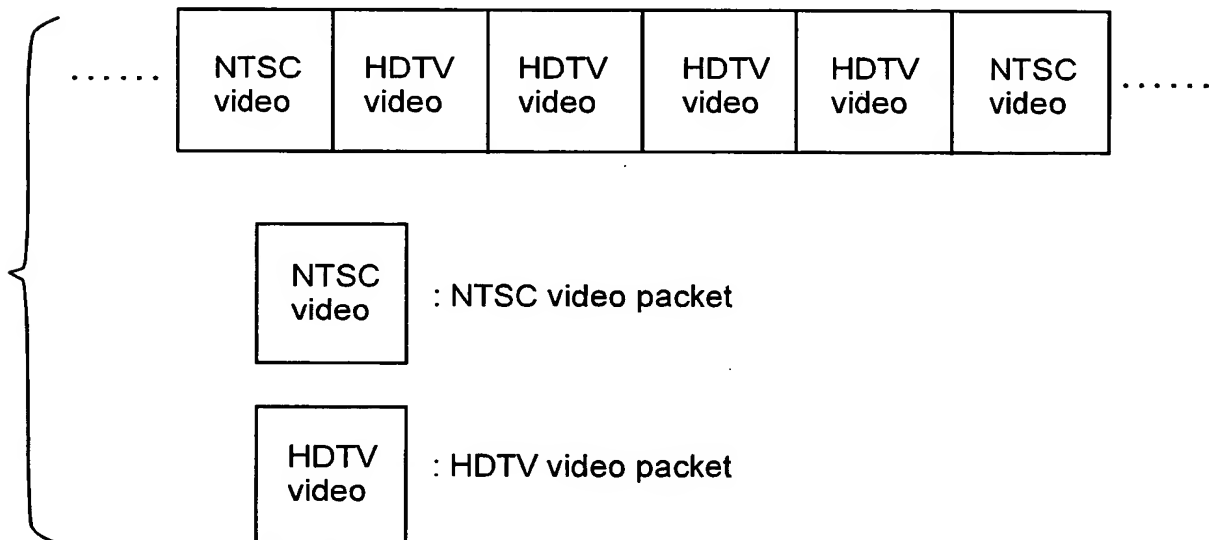 ...... NTSC video HDTV video HDTV video HDTV video HDTV video NTSC video ......
NTSC video : NTSC video packet
HDTV video : HDTV video packet